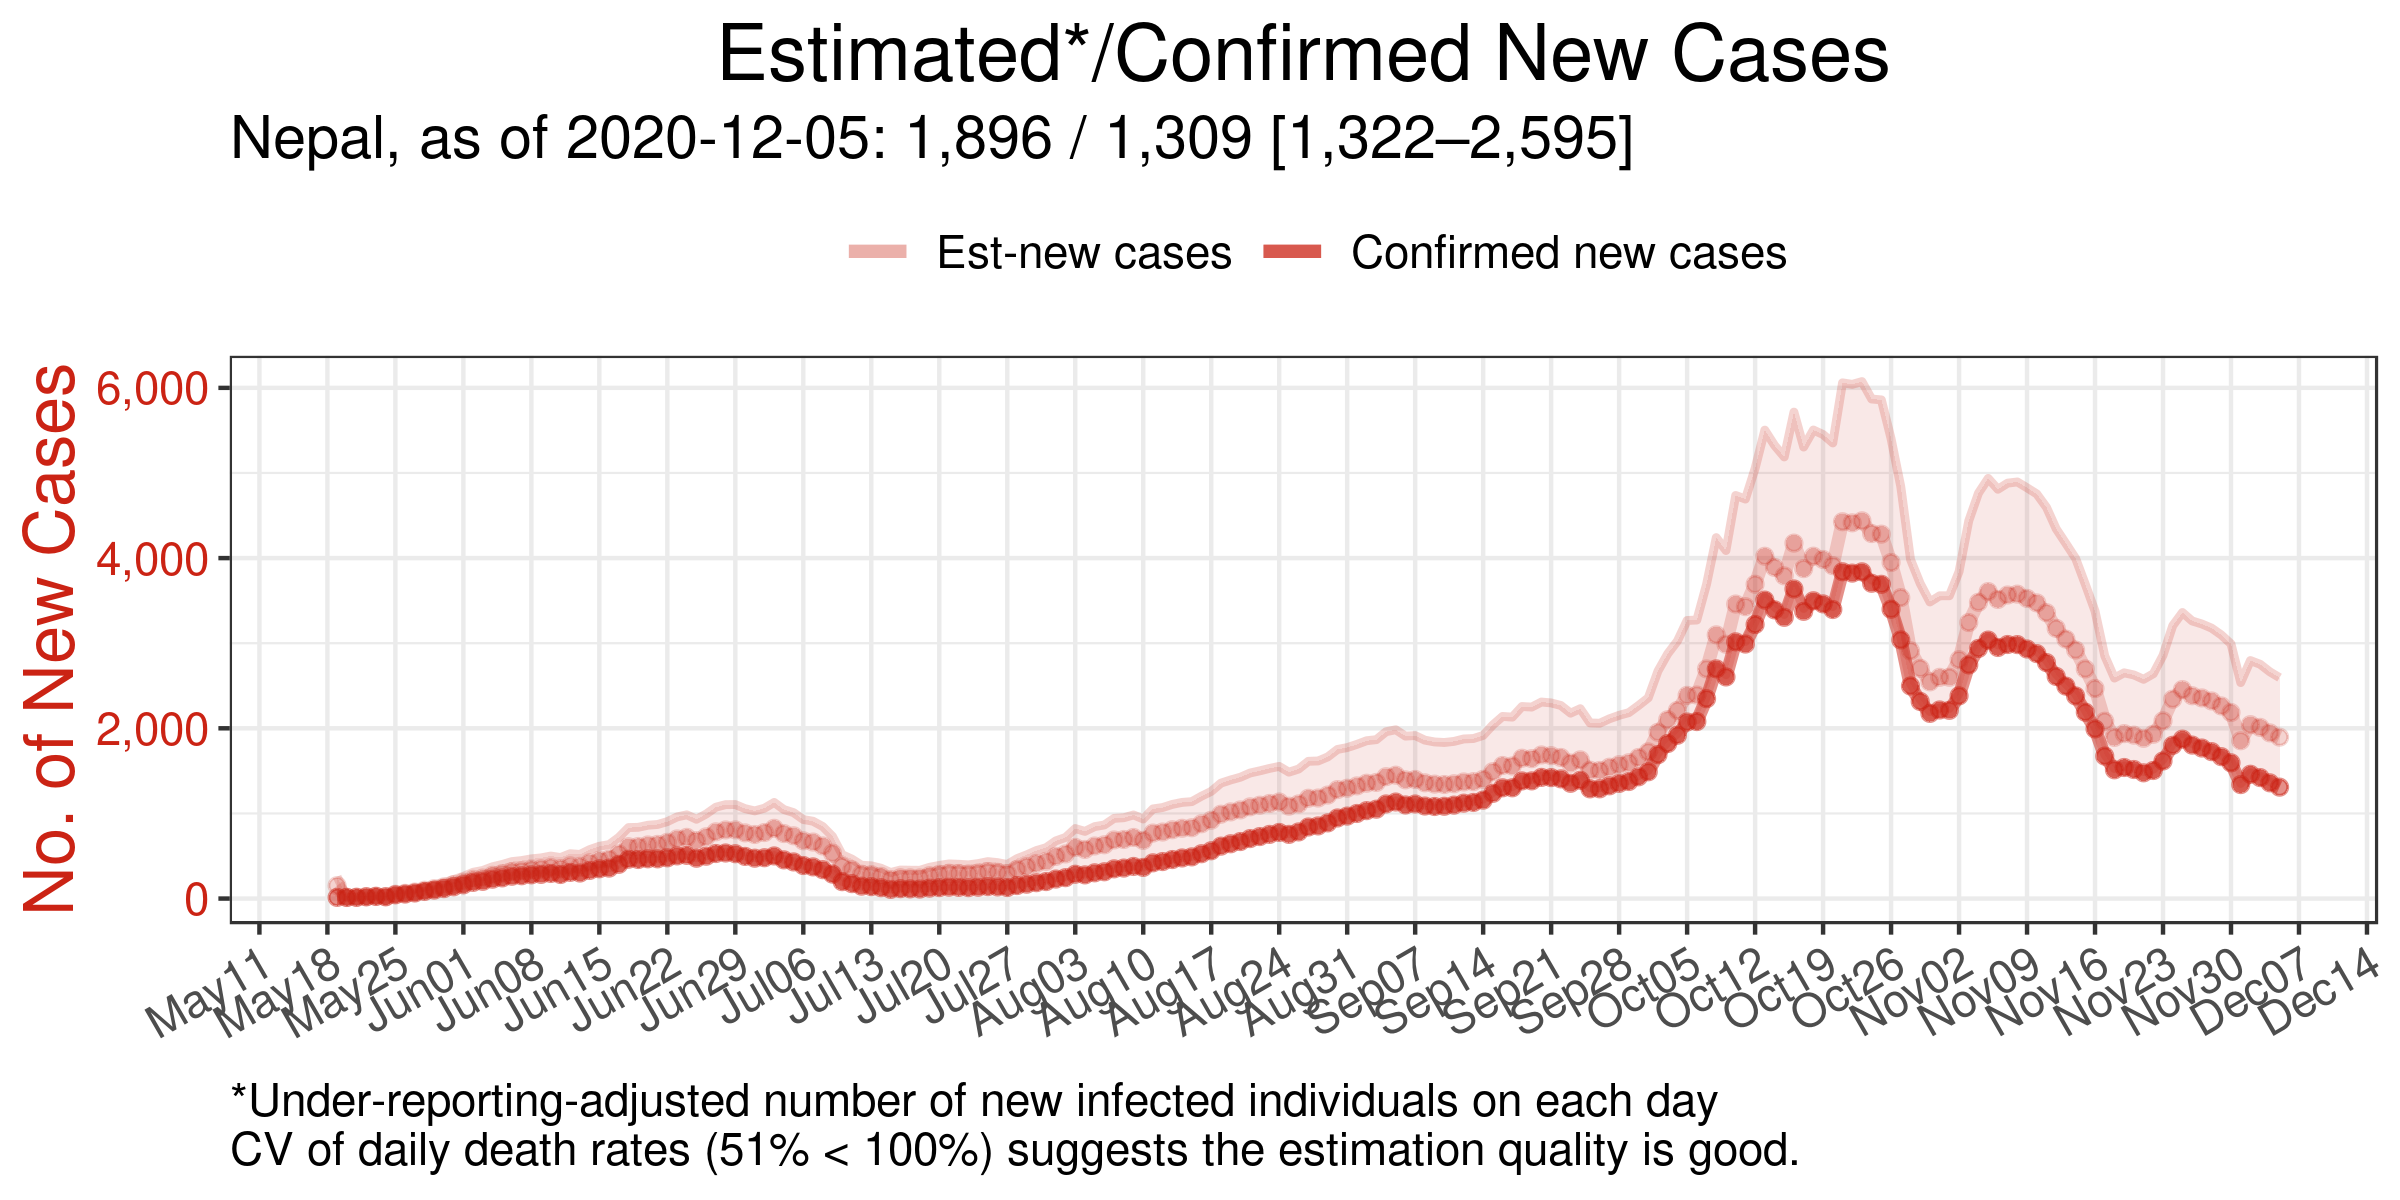 Estimated*/Confirmed New Cases
Nepal, as of 2020-12-05: 1,896 / 1,309 [1,322–2,595]
Est-new cases Confirmed new cases
No. of New Cases
6,000
4,000
2,000
0
May11 May18 May25 Jun01 Jun08 Jun15 Jun22 Jun29 Jul06 Jul13 Jul20 Jul27 Aug03 Aug10 Aug17 Aug24 Aug31 Sep07 Sep14 Sep21 Sep28 Oct05 Oct12 Oct19 Oct26 Nov02 Nov09 Nov16 Nov23 Nov30 Dec07 Dec14
*Under-reporting-adjusted number of new infected individuals on each day
CV of daily death rates (51% < 100%) suggests the estimation quality is good.